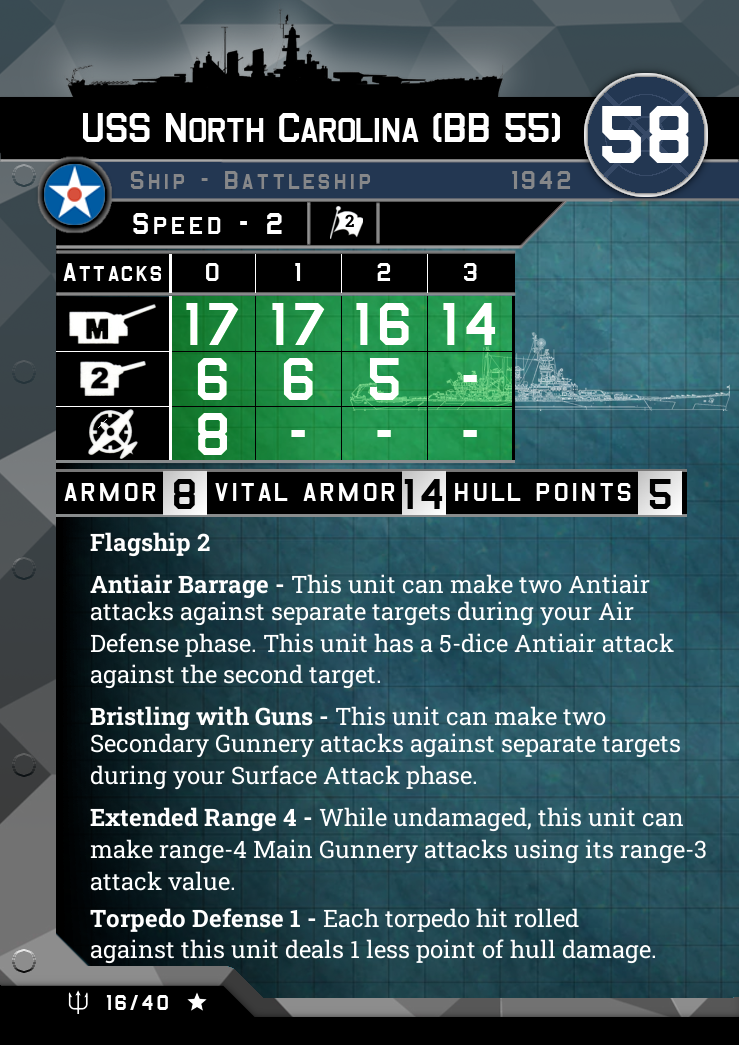 USS North Carolina (BB 55)
58
Ship - Battleship 1942
Speed - 2 2
Attacks 0 1 2 3
M 17 17 16 14
2 6 6 5 -
8 - - -
ARMOR 8 VITAL ARMOR 14 HULL POINTS 5
Flagship 2
Antiair Barrage - This unit can make two Antiair
attacks against separate targets during your Air
Defense phase. This unit has a 5-dice Antiair attack
against the second target.
Bristling with Guns - This unit can make two
Secondary Gunnery attacks against separate targets
during your Surface Attack phase.
Extended Range 4 - While undamaged, this unit can
make range-4 Main Gunnery attacks using its range-3
attack value.
Torpedo Defense 1 - Each torpedo hit rolled
against this unit deals 1 less point of hull damage.
16/40